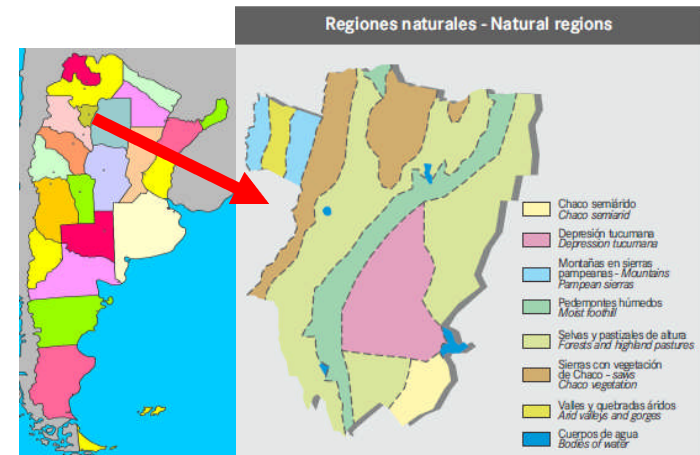 Regiones naturales - Natural regions
Chaco semiárido
Chaco semiarid
Depresión tucumana
Depression tucumana
Montañas en sierras
pampeanas - Mountains
Pampean sierras
Pedemontes húmedos
Moist foothill
Selvas y pastizales de altura
Forests and highland pastures
Sierras con vegetación
de Chaco - saws
Chaco vegetation
Valles y quebradas áridos
Arid valleys and gorges
Cuerpos de agua
Bodies of water